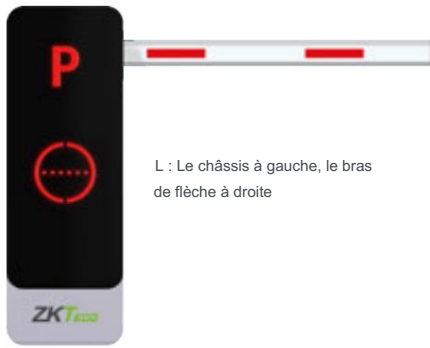 P
L : Le châssis à gauche, le bras
de flèche à droite
ZKTECO